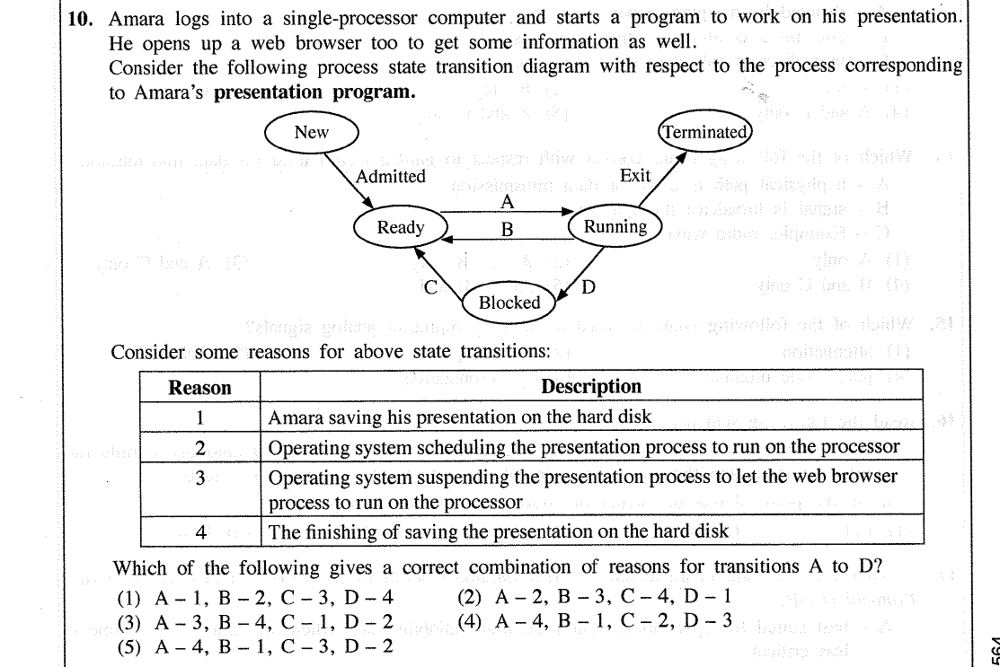 10. Amara logs into a single-processor computer and starts a program to work on his presentation.
He opens up a web browser too to get some information as well.
Consider the following process state transition diagram with respect to the process corresponding
to Amara's presentation program.
New
Terminated
Admitted
Exit
A
Ready
Running
B
C
D
Blocked
Consider some reasons for above state transitions:
Reason Description
1 Amara saving his presentation on the hard disk
2 Operating system scheduling the presentation process to run on the processor
3 Operating system suspending the presentation process to let the web browser
process to run on the processor
4 The finishing of saving the presentation on the hard disk
Which of the following gives a correct combination of reasons for transitions A to D?
(1) A – 1, B – 2, C – 3, D – 4 (2) A – 2, B – 3, C – 4, D – 1
(3) A – 3, B – 4, C – 1, D – 2 (4) A – 4, B – 1, C – 2, D – 3
(5) A – 4, B – 1, C – 3, D – 2
564